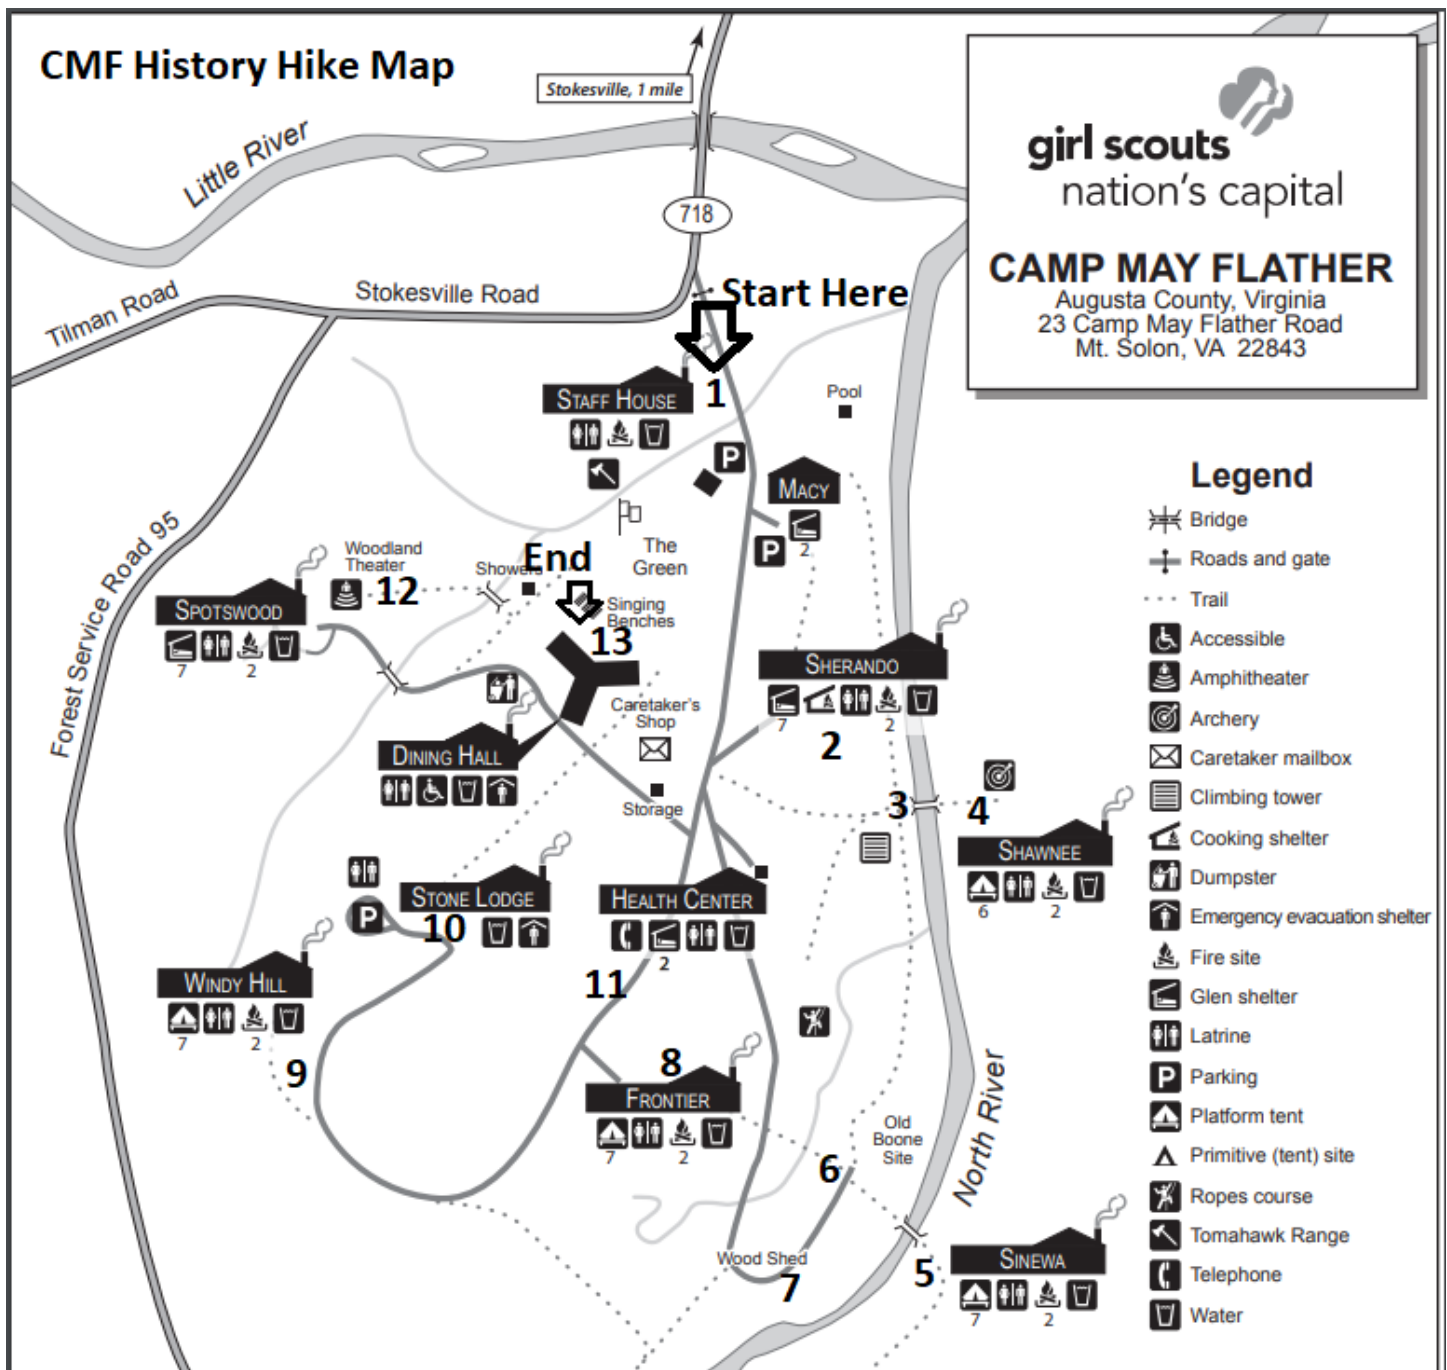 CMF History Hike Map
Stokesville, 1 mile
Little River
718
Tilman Road
Stokesville Road
Start Here
girl scouts
nation's capital
CAMP MAY FLATHER
Augusta County, Virginia
23 Camp May Flather Road
Mt. Solon, VA 22843
STAFF HOUSE
1
Pool
P
MACY
2
P
The
Green
Woodland
Theater
12
Showers
End
Singing
Benches
13
Forest Service Road 95
SPOTSWOOD
7
2
SHERANDO
7
2
2
Caretaker's
Shop
DINING HALL
Storage
3
4
SHAWNEE
6
2
STONE LODGE
10
P
HEALTH CENTER
2
11
WINDY HILL
7
2
9
8
FRONTIER
7
2
Old
Boone
Site
6
North River
Wood Shed
7
5
SINEWA
7
2
Legend
Bridge
Roads and gate
Trail
Accessible
Amphitheater
Archery
Caretaker mailbox
Climbing tower
Cooking shelter
Dumpster
Emergency evacuation shelter
Fire site
Glen shelter
Latrine
P Parking
Platform tent
Primitive (tent) site
Ropes course
Tomahawk Range
Telephone
Water